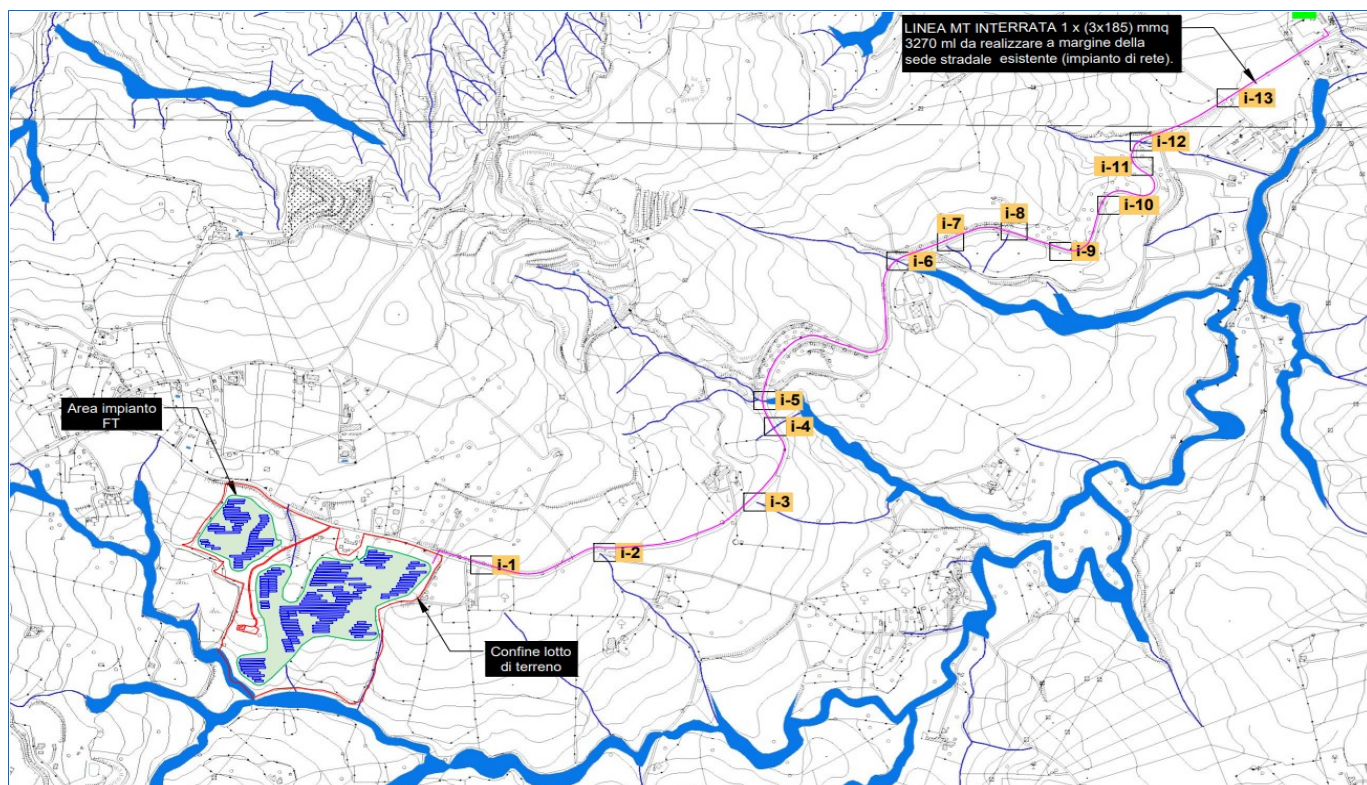 LINEA MT INTERRATA 1 x (3x185) mmq
3270 ml da realizzare a margine della
sede stradale esistente (impianto di rete).
i-13
i-12
i-11
i-10
i-8
i-7
i-9
i-6
i-5
i-4
Area impianto
FT
i-3
i-2
i-1
Confine lotto
di terreno